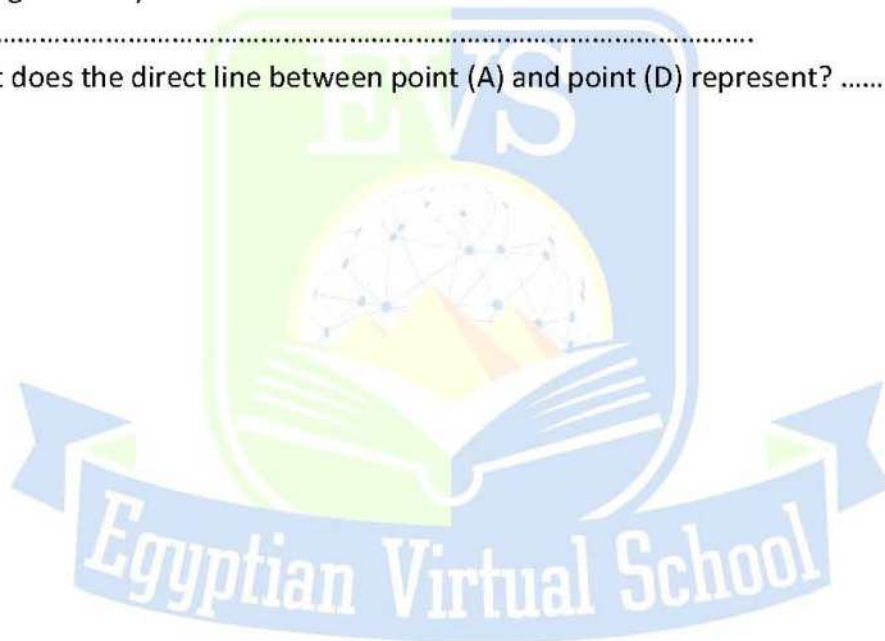 ...................................................................................................
does the direct line between point (A) and point (D) represent? ......
EVS
Egyptian Virtual School